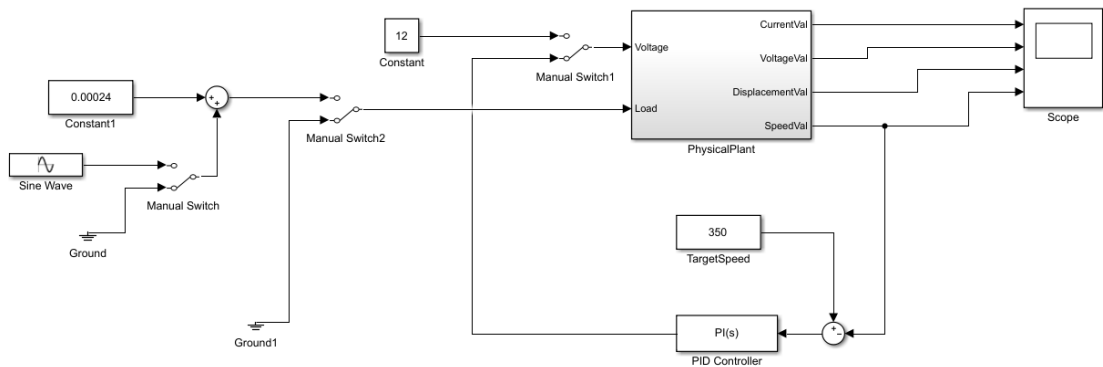 CurrentVal
12
Voltage
VoltageVal
Constant
Manual Switch1
0.00024
+
+
DisplacementVal
Constant1
Load
Manual Switch2
SpeedVal
Scope
PhysicalPlant
Sine Wave
Manual Switch
350
Ground
TargetSpeed
PI(s)
+
−
Ground1
PID Controller